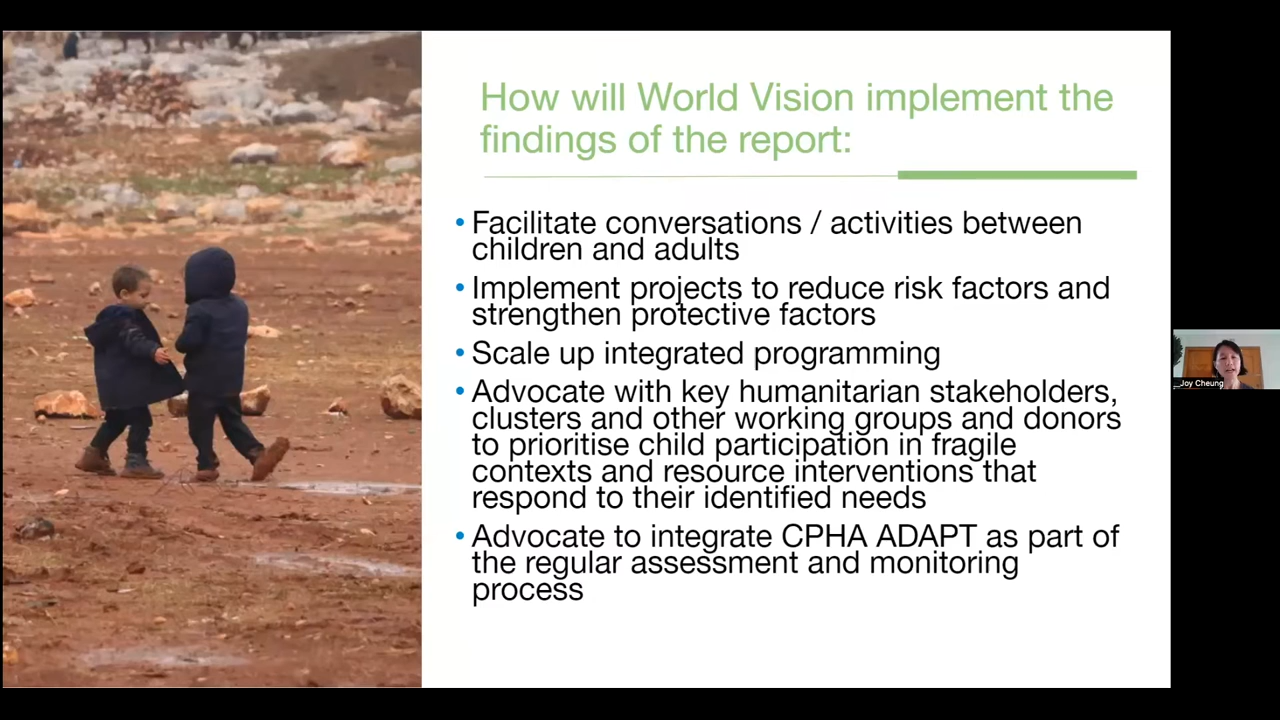 How will World Vision implement the
findings of the report:
• Facilitate conversations / activities between
children and adults
• Implement projects to reduce risk factors and
strengthen protective factors
• Scale up integrated programming
• Advocate with key humanitarian stakeholders,
clusters and other working groups and donors
to prioritise child participation in fragile
contexts and resource interventions that
respond to their identified needs
• Advocate to integrate CPHA ADAPT as part of
the regular assessment and monitoring
process
Joy Cheung